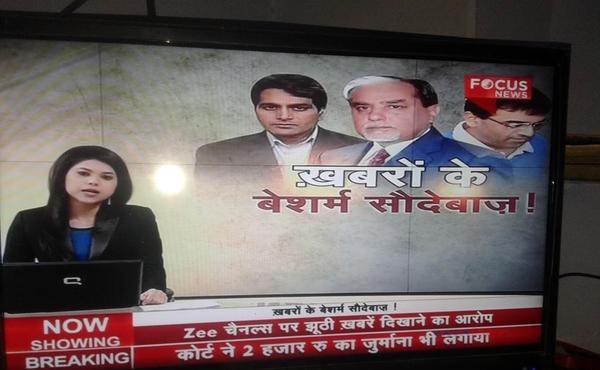 FOCUS
NEWS
ख़बरों के
बेशर्म सौदेबाज़ !
ख़बरों के बेशर्म सौदेबाज़ !
NOW
SHOWING
BREAKING
Zee चैनल्स पर झूठी ख़बरें दिखाने का आरोप
कोर्ट ने 2 हजार रु का जुर्माना भी लगाया